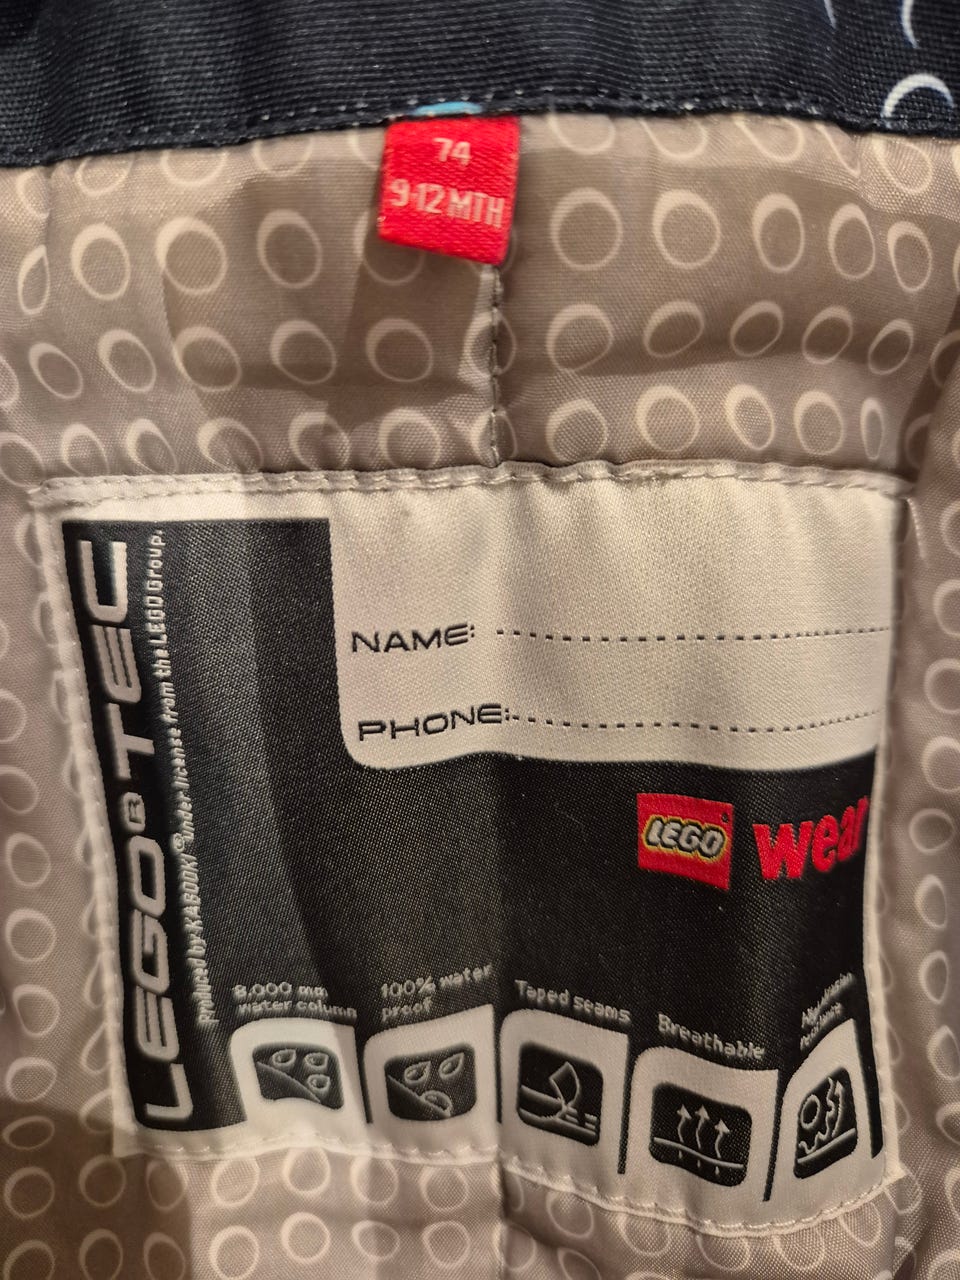 74
9-12 MTH
LEGO® TEC
produced by KABOOKI® under license from the LEGO Group.
NAME:
PHONE:
LEGO®
wear
8.000 mm
water column
100% water
proof
Taped seams
Breathable